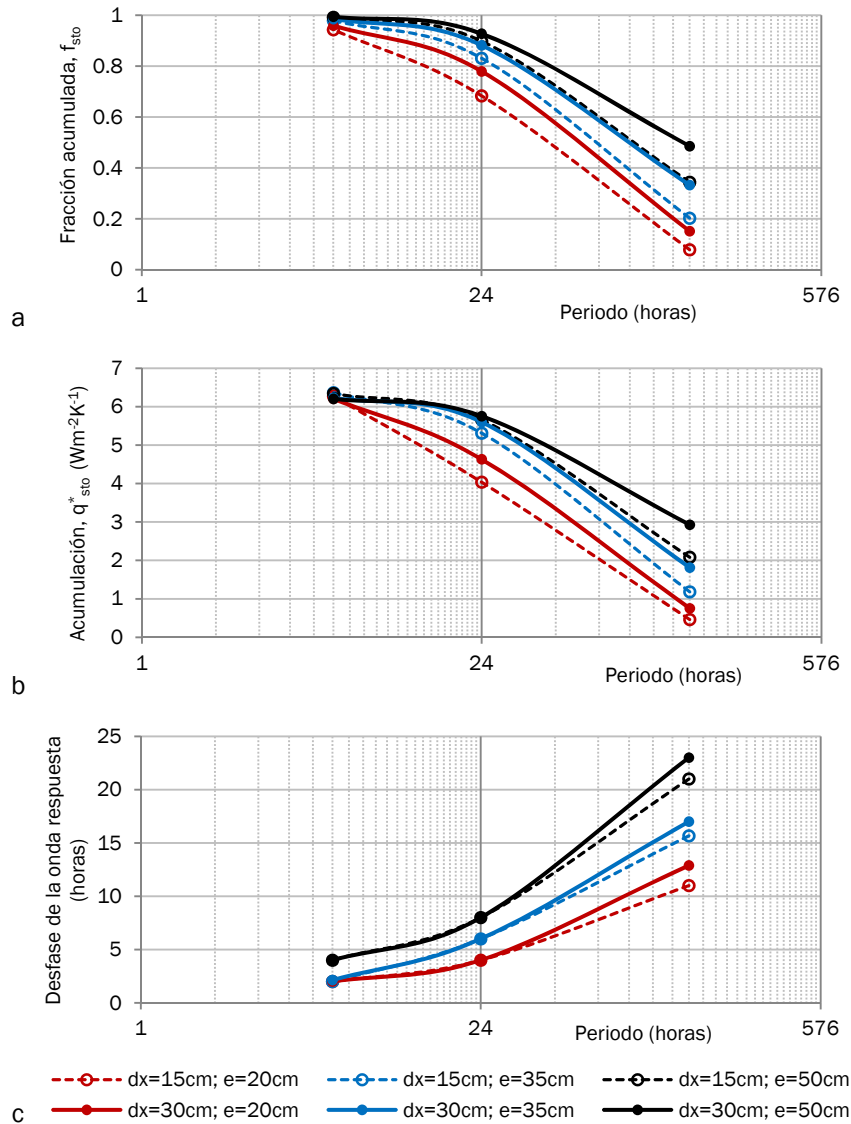 Fracción acumulada, f_sto
1
0.8
0.6
0.4
0.2
0
1
24
576
Periodo (horas)
a
Acumulación, q*_sto (Wm-2K-1)
7
6
5
4
3
2
1
0
1
24
576
Periodo (horas)
b
Desfase de la onda respuesta
(horas)
25
20
15
10
5
0
1
24
576
Periodo (horas)
dx=15cm; e=20cm
dx=15cm; e=35cm
dx=15cm; e=50cm
dx=30cm; e=20cm
dx=30cm; e=35cm
dx=30cm; e=50cm
c